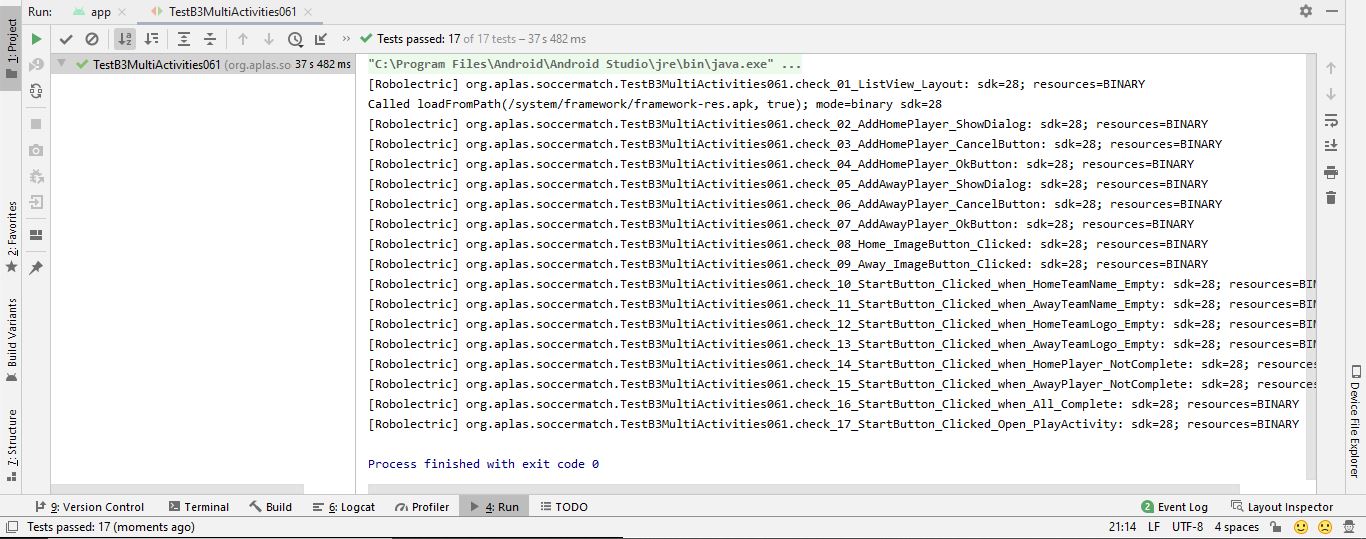 Run: app TestB3MultiActivities061
1: Project
Tests passed: 17 of 17 tests – 37 s 482 ms
TestB3MultiActivities061 (org.aplas.so 37 s 482 ms
"C:\Program Files\Android\Android Studio\jre\bin\java.exe" ...
[Robolectric] org.aplas.soccermatch.TestB3MultiActivities061.check_01_ListView_Layout: sdk=28; resources=BINARY
Called loadFromPath(/system/framework/framework-res.apk, true); mode=binary sdk=28
[Robolectric] org.aplas.soccermatch.TestB3MultiActivities061.check_02_AddHomePlayer_ShowDialog: sdk=28; resources=BINARY
[Robolectric] org.aplas.soccermatch.TestB3MultiActivities061.check_03_AddHomePlayer_CancelButton: sdk=28; resources=BINARY
[Robolectric] org.aplas.soccermatch.TestB3MultiActivities061.check_04_AddHomePlayer_OkButton: sdk=28; resources=BINARY
[Robolectric] org.aplas.soccermatch.TestB3MultiActivities061.check_05_AddAwayPlayer_ShowDialog: sdk=28; resources=BINARY
[Robolectric] org.aplas.soccermatch.TestB3MultiActivities061.check_06_AddAwayPlayer_CancelButton: sdk=28; resources=BINARY
[Robolectric] org.aplas.soccermatch.TestB3MultiActivities061.check_07_AddAwayPlayer_OkButton: sdk=28; resources=BINARY
[Robolectric] org.aplas.soccermatch.TestB3MultiActivities061.check_08_Home_ImageButton_Clicked: sdk=28; resources=BINARY
[Robolectric] org.aplas.soccermatch.TestB3MultiActivities061.check_09_Away_ImageButton_Clicked: sdk=28; resources=BINARY
[Robolectric] org.aplas.soccermatch.TestB3MultiActivities061.check_10_StartButton_Clicked_when_HomeTeamName_Empty: sdk=28; resources=BIN
[Robolectric] org.aplas.soccermatch.TestB3MultiActivities061.check_11_StartButton_Clicked_when_AwayTeamName_Empty: sdk=28; resources=BIN
[Robolectric] org.aplas.soccermatch.TestB3MultiActivities061.check_12_StartButton_Clicked_when_HomeTeamLogo_Empty: sdk=28; resources=BIN
[Robolectric] org.aplas.soccermatch.TestB3MultiActivities061.check_13_StartButton_Clicked_when_AwayTeamLogo_Empty: sdk=28; resources=BIN
[Robolectric] org.aplas.soccermatch.TestB3MultiActivities061.check_14_StartButton_Clicked_when_HomePlayer_NotComplete: sdk=28; resources
[Robolectric] org.aplas.soccermatch.TestB3MultiActivities061.check_15_StartButton_Clicked_when_AwayPlayer_NotComplete: sdk=28; resources
[Robolectric] org.aplas.soccermatch.TestB3MultiActivities061.check_16_StartButton_Clicked_when_All_Complete: sdk=28; resources=BINARY
[Robolectric] org.aplas.soccermatch.TestB3MultiActivities061.check_17_StartButton_Clicked_Open_PlayActivity: sdk=28; resources=BINARY
Process finished with exit code 0
2: Favorites
Build Variants
7: Structure
Device File Explorer
9: Version Control Terminal Build 6: Logcat Profiler 4: Run TODO 2 Event Log Layout Inspector
Tests passed: 17 (moments ago) 21:14 LF UTF-8 4 spaces